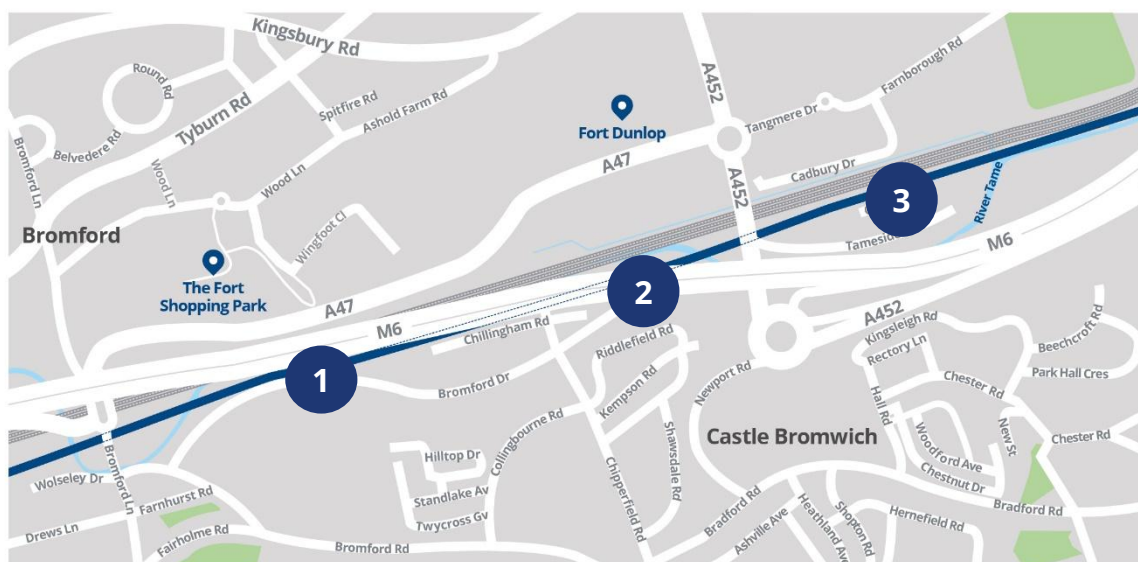 Kingsbury Rd
A452
Farnborough Rd
Round Rd
Spitfire Rd
Ashold Farm Rd
Tyburn Rd
Fort Dunlop
Tangmere Dr
Belvedere Rd
Bromford Ln
Wood Ln
Wood Ln
A47
Cadbury Dr
A452
3
River Tame
Bromford
Wingfoot Cl
Tameside
M6
The Fort
Shopping Park
A47
2
M6
Chillingham Rd
A452
Kingsleigh Rd
Riddlefield Rd
Rectory Ln
Beechcroft Rd
1
Bromford Dr
Kempson Rd
Newport Rd
Chester Rd
Park Hall Cres
Hall Rd
Collingbourne Rd
Shawsdale Rd
Castle Bromwich
Woodford Ave
New St
Chester Rd
Hilltop Dr
Bromford Ln
Chipperfield Rd
Chestnut Dr
Wolseley Dr
Standlake Av
Farnhurst Rd
Bradford Rd
Bradford Rd
Twycross Gv
Drews Ln
Fairholme Rd
Ashville Ave
Heathland Ave
Shopton Rd
Hernefield Rd
Bromford Rd